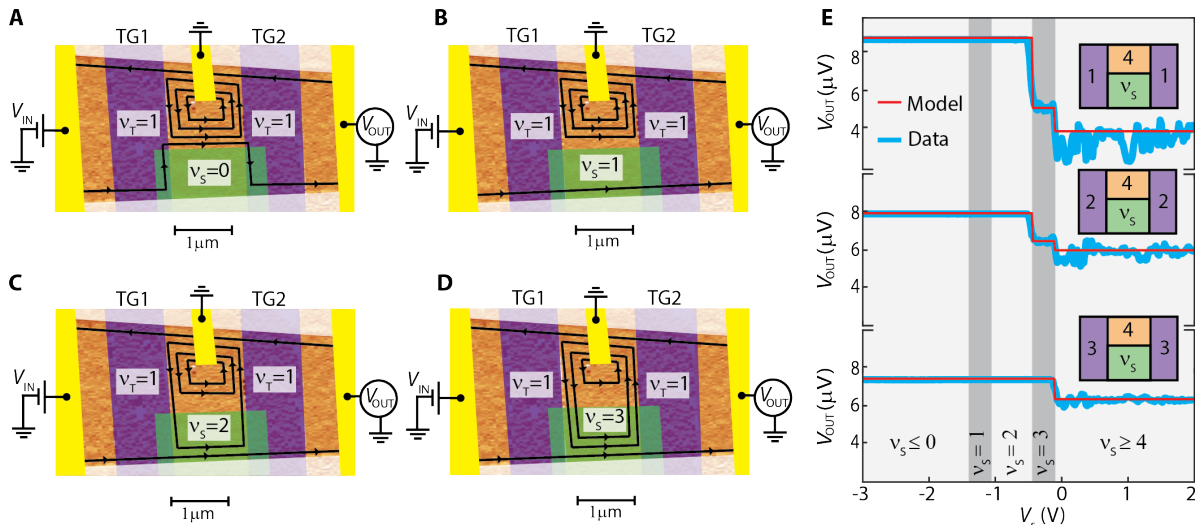 A
TG1
TG2
V_IN
ν_T=1
ν_T=1
V_OUT
ν_S=0
1μm
B
V_IN
ν_T=1
ν_T=1
V_OUT
ν_S=1
1μm
C
TG1
TG2
V_IN
ν_T=1
ν_T=1
V_OUT
ν_S=2
1μm
D
TG1
TG2
V_IN
ν_T=1
ν_T=1
V_OUT
ν_S=3
1μm
E
V_OUT (μV)
8
6
4
Model
Data
1
4
ν_S
1
V_OUT (μV)
8
6
4
2
4
ν_S
2
V_OUT (μV)
8
6
4
3
4
ν_S
3
ν_S ≤ 0
ν_S = 1
ν_S = 2
ν_S = 3
ν_S ≥ 4
-3
-2
-1
0
1
2
(V)